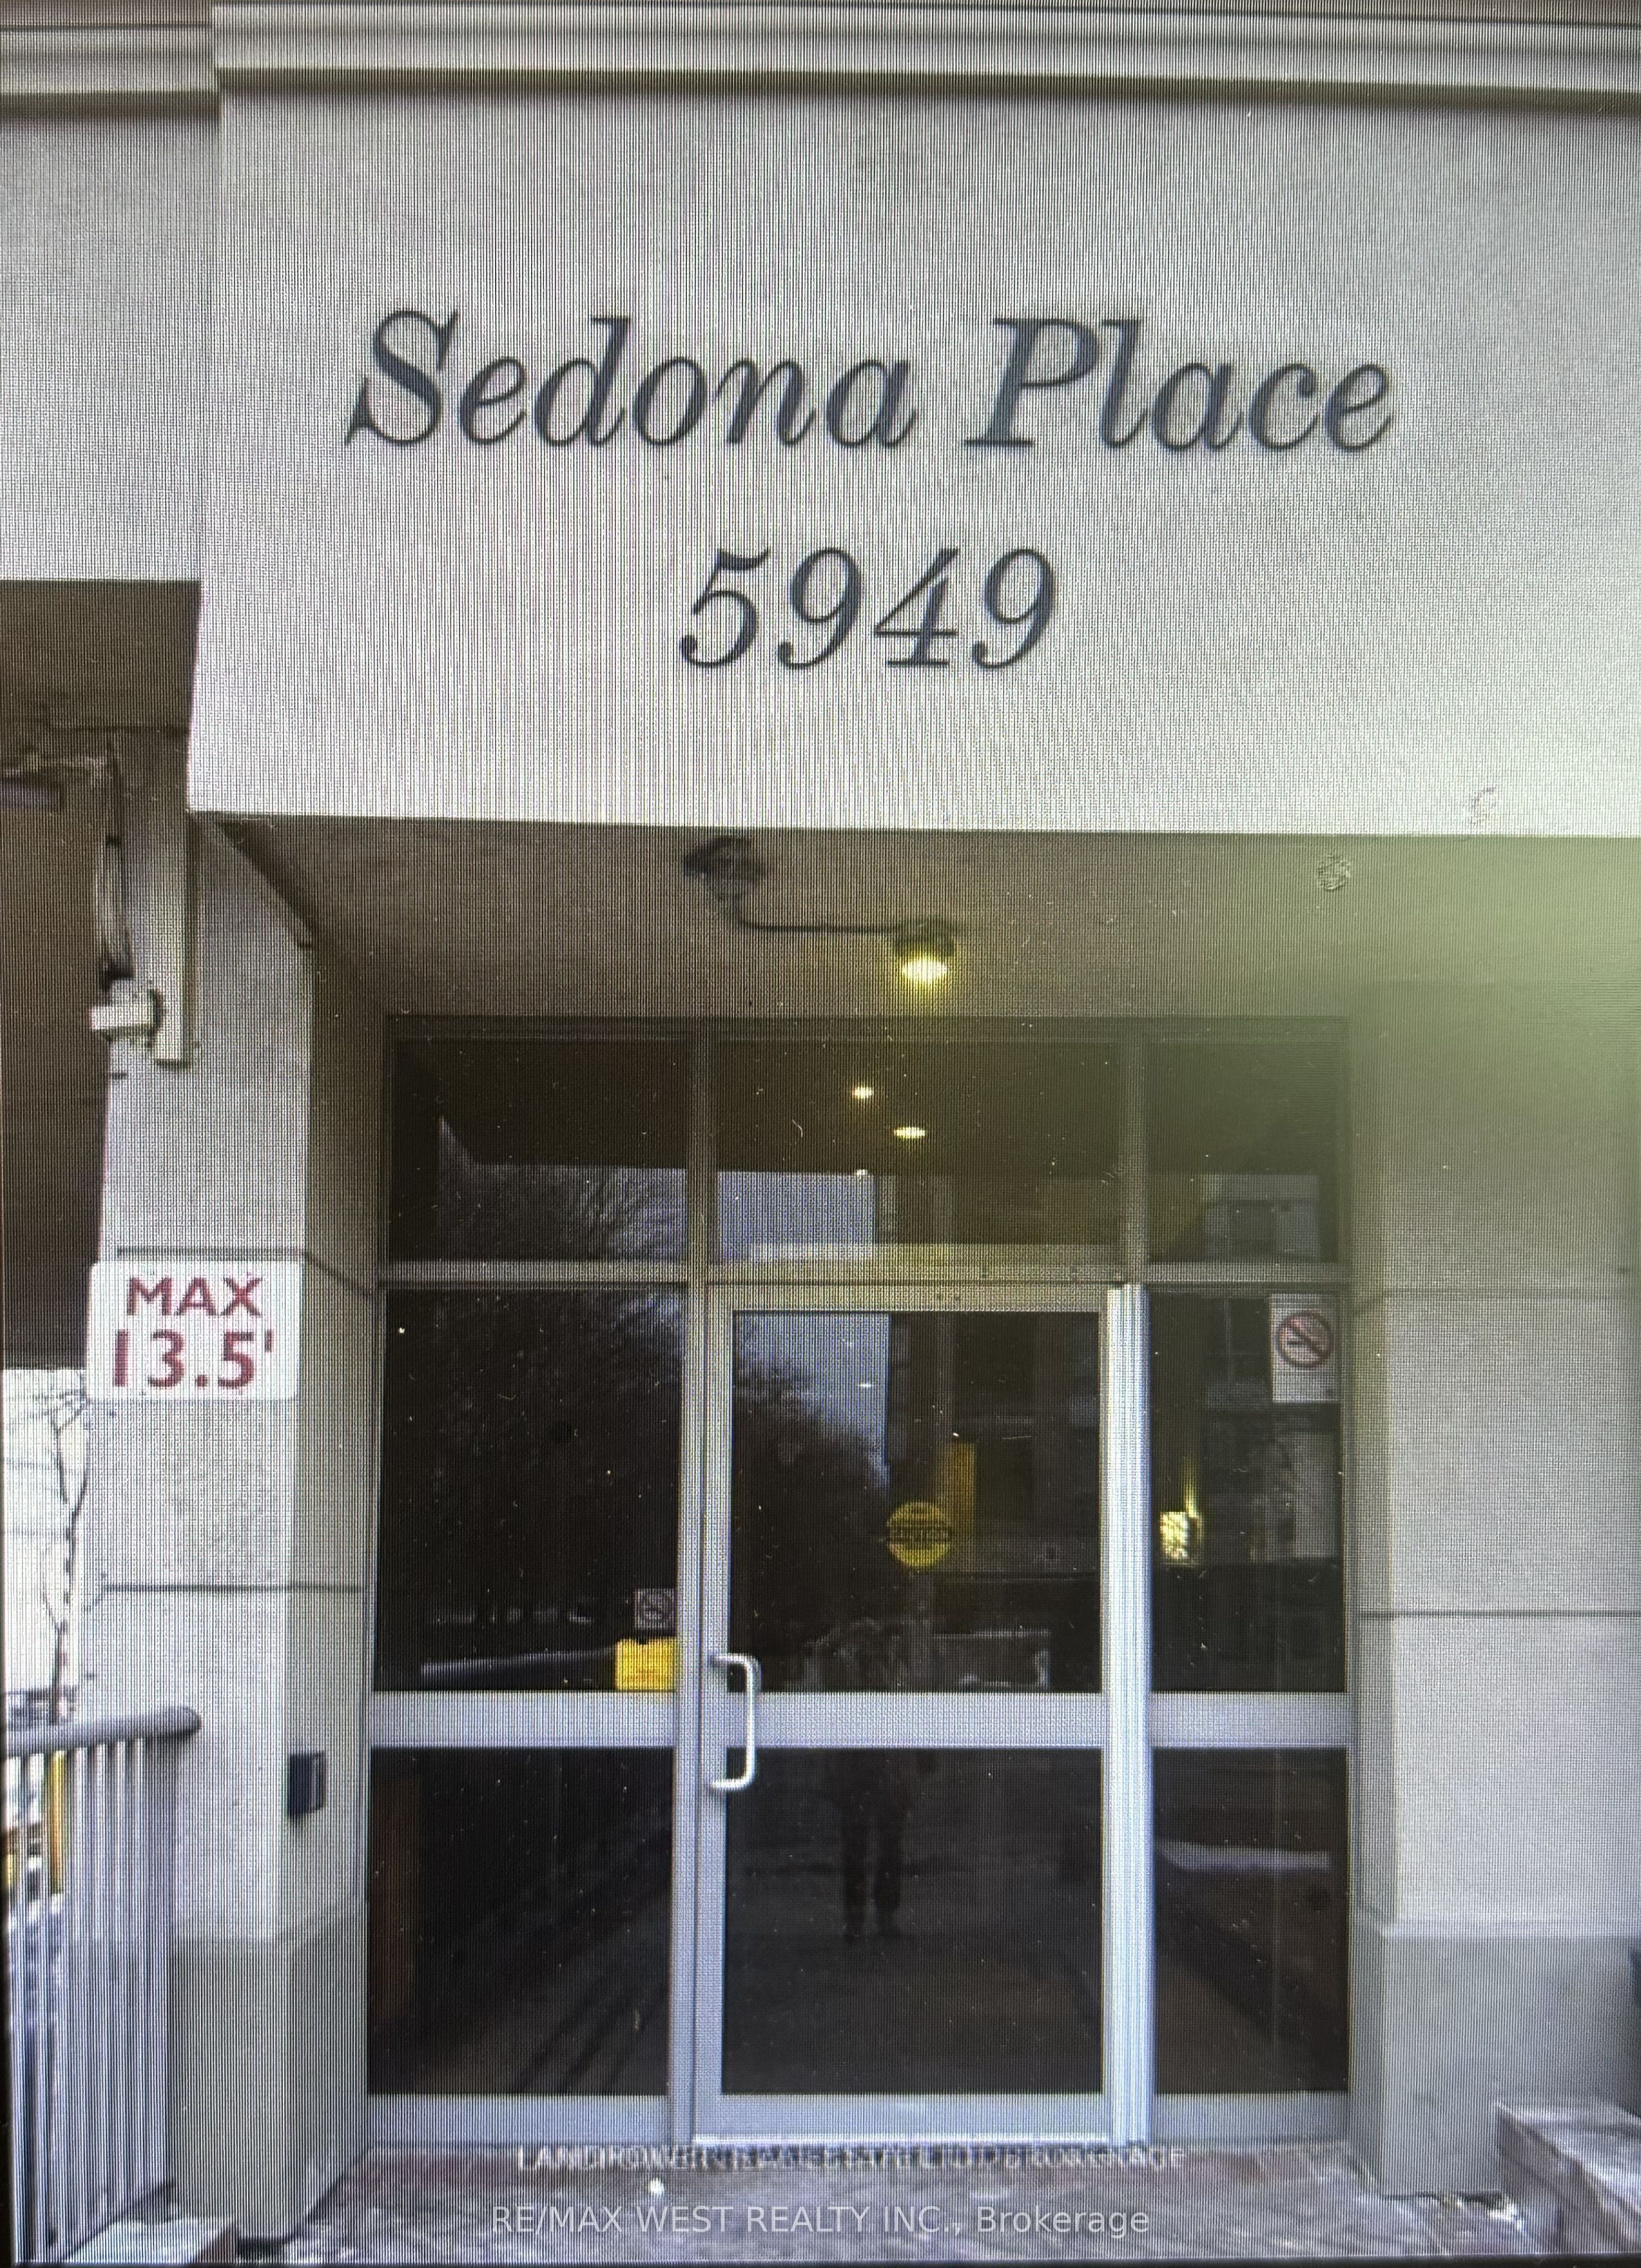 Sedona Place
5949
MAX
13.5'
RE/MAX WEST REALTY INC., Brokerage